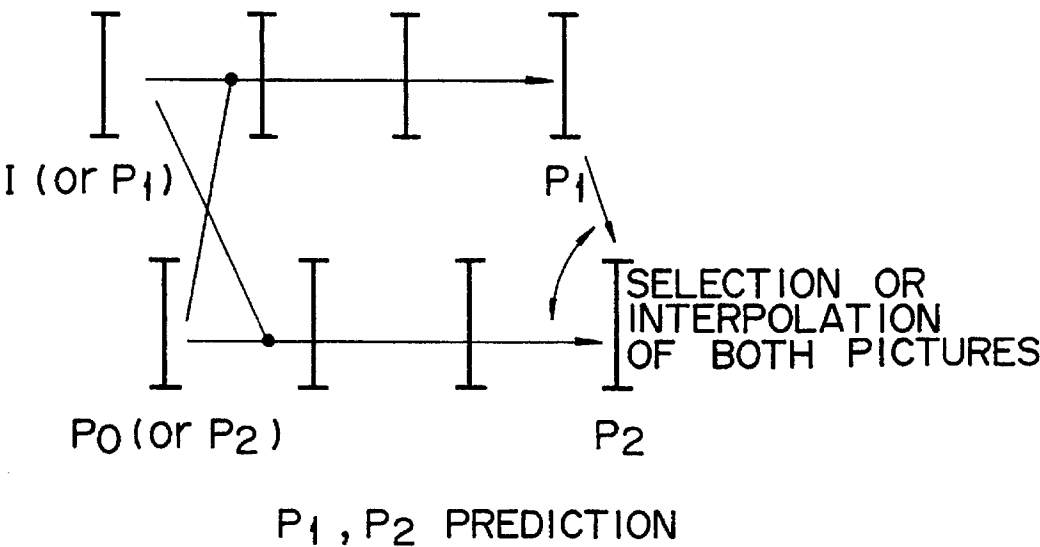 I (or P1)
P1
SELECTION OR
INTERPOLATION
OF BOTH PICTURES
P0 (or P2)
P2
P1, P2 PREDICTION